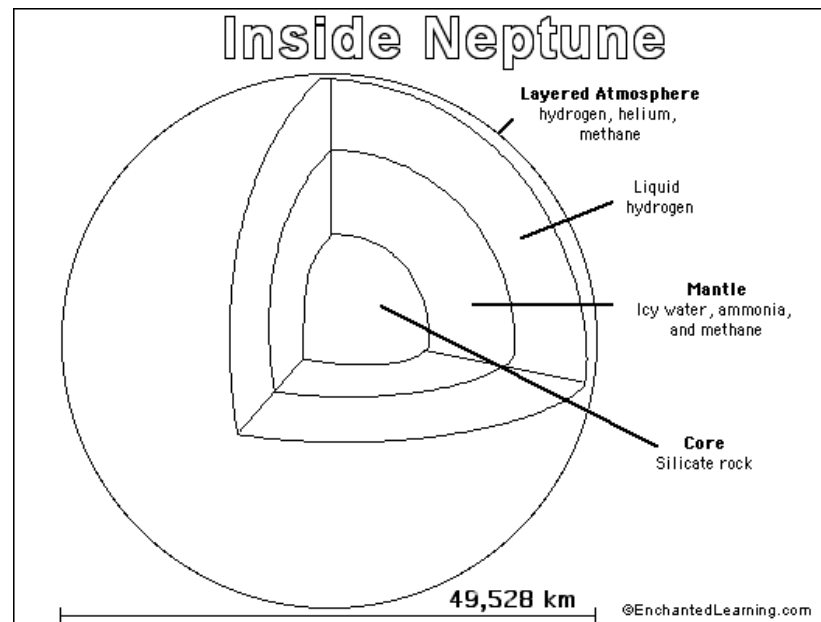 Inside Neptune
Layered Atmosphere
hydrogen, helium,
methane
Liquid
hydrogen
Mantle
Icy water, ammonia,
and methane
Core
Silicate rock
49,528 km
©EnchantedLearning.com